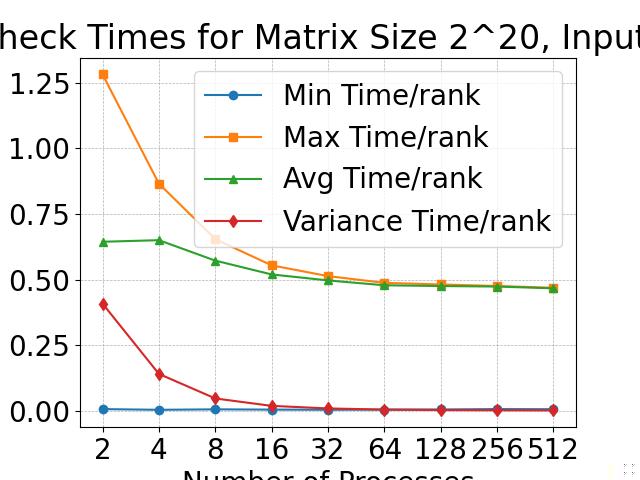 heck Times for Matrix Size 2^20, Input
1.25
1.00
0.75
0.50
0.25
0.00
Min Time/rank
Max Time/rank
Avg Time/rank
Variance Time/rank
2 4 8 16 32 64 128 256 512
Number of Processes